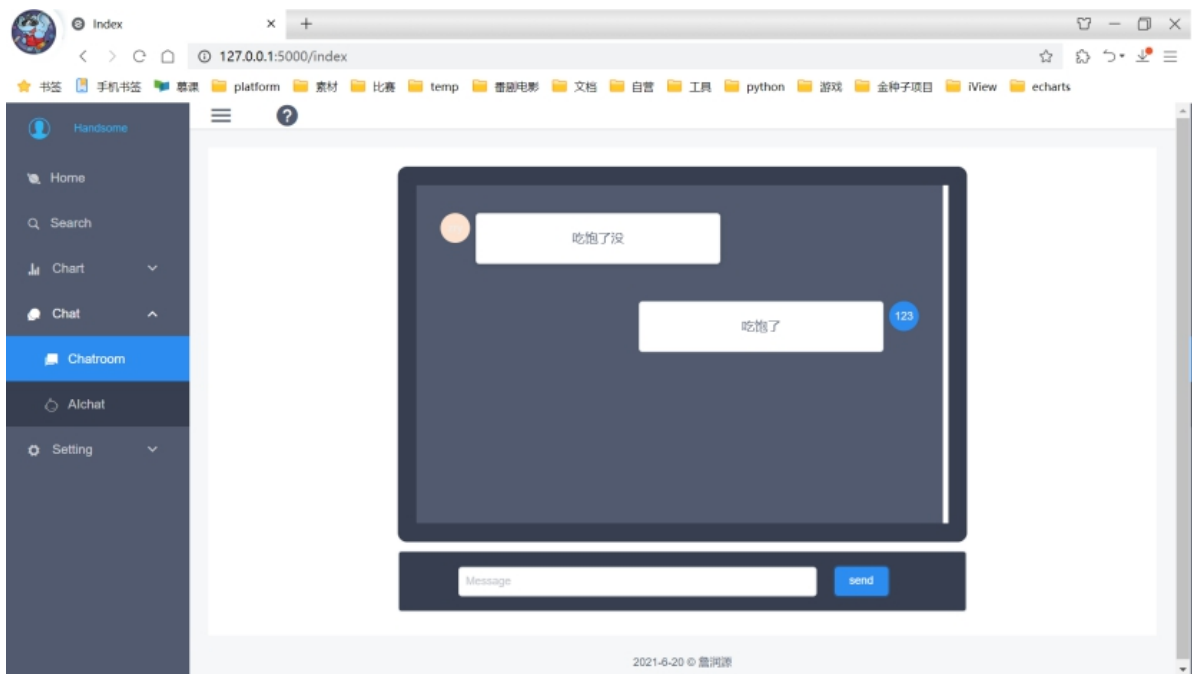 Index
127.0.0.1:5000/index
书签 手机书签 慕课 platform 素材 比赛 temp 番剧电影 文档 自营 工具 python 游戏 金种子项目 iView echarts
Handsome
Home
Search
Chart
Chat
Chatroom
AIchat
Setting
吃饱了没
吃饱了
123
Message
send
2021-6-20 © 詹润源